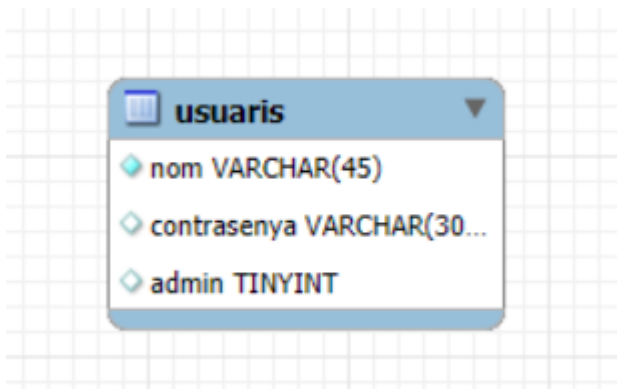 usuaris
nom VARCHAR(45)
contrasenya VARCHAR(30...
admin TINYINT